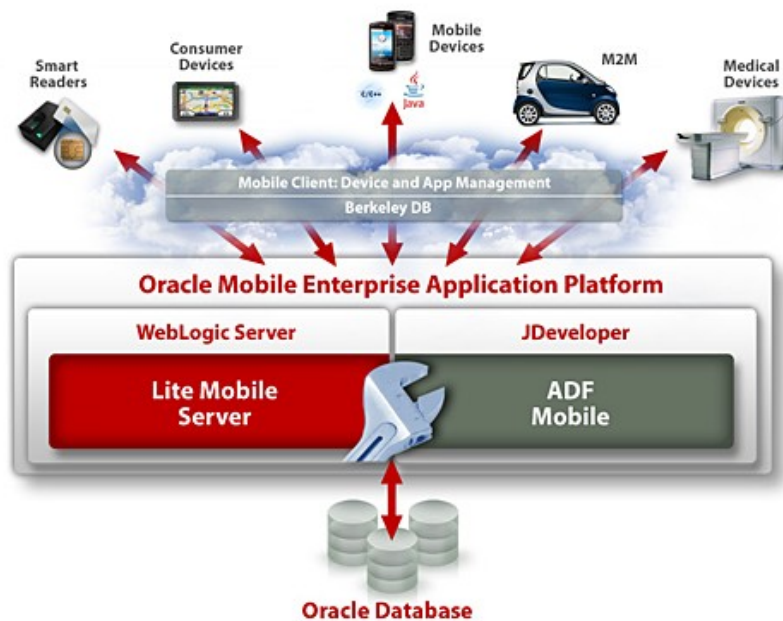 Smart
Readers
Consumer
Devices
Mobile
Devices
M2M
Medical
Devices
C/C++
Java
Mobile Client: Device and App Management
Berkeley DB
Oracle Mobile Enterprise Application Platform
WebLogic Server
JDeveloper
Lite Mobile
Server
ADF
Mobile
Oracle Database